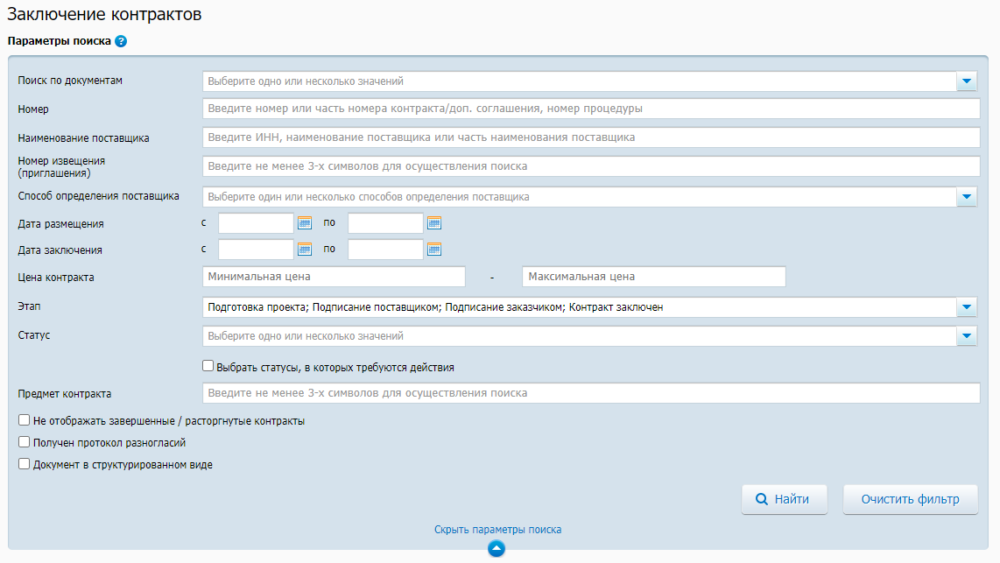 Заключение контрактов
Параметры поиска ?
Поиск по документам Выберите одно или несколько значений
Номер Введите номер или часть номера контракта/доп. соглашения, номер процедуры
Наименование поставщика Введите ИНН, наименование поставщика или часть наименования поставщика
Номер извещения
(приглашения) Введите не менее 3-х символов для осуществления поиска
Способ определения поставщика Выберите один или несколько способов определения поставщика
Дата размещения с по
Дата заключения с по
Цена контракта Минимальная цена - Максимальная цена
Этап Подготовка проекта; Подписание поставщиком; Подписание заказчиком; Контракт заключен
Статус Выберите одно или несколько значений
Выбрать статусы, в которых требуются действия
Предмет контракта Введите не менее 3-х символов для осуществления поиска
Не отображать завершенные / расторгнутые контракты
Получен протокол разногласий
Документ в структурированном виде
Найти Очистить фильтр
Скрыть параметры поиска